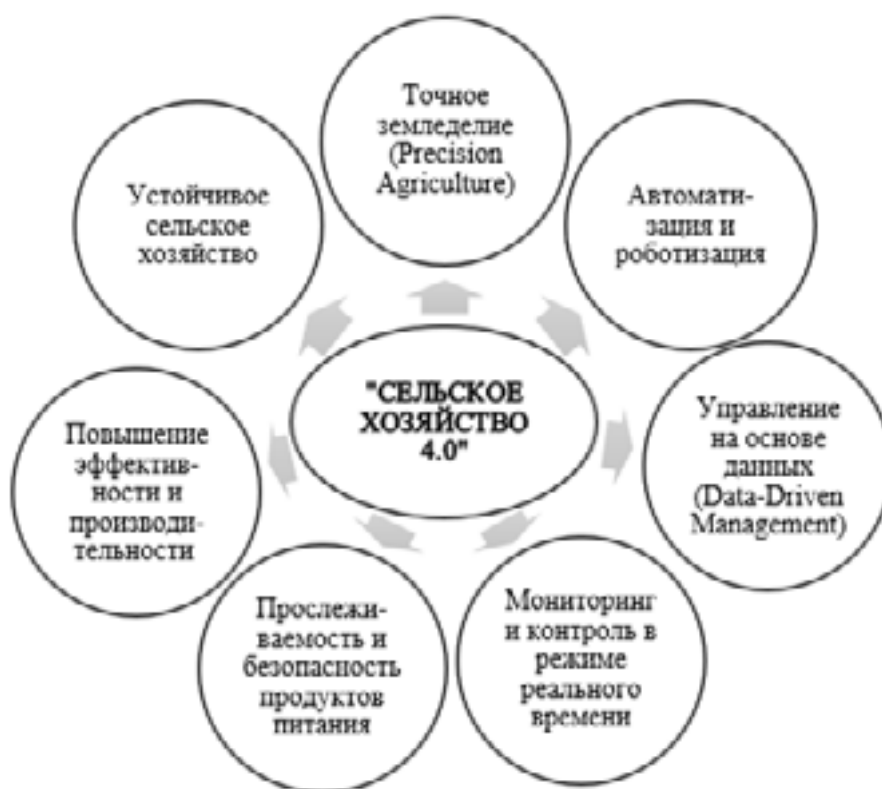 Точное
земледелие
(Precision
Agriculture)
Автомати-
зация и
роботизация
Управление
на основе
данных
(Data-Driven
Management)
Мониторинг
и контроль в
режиме
реального
времени
Прослежи-
ваемость и
безопасность
продуктов
питания
Повышение
эффектив-
ности и
производи-
тельности
Устойчивое
сельское
хозяйство
"СЕЛЬСКОЕ
ХОЗЯЙСТВО
4.0"